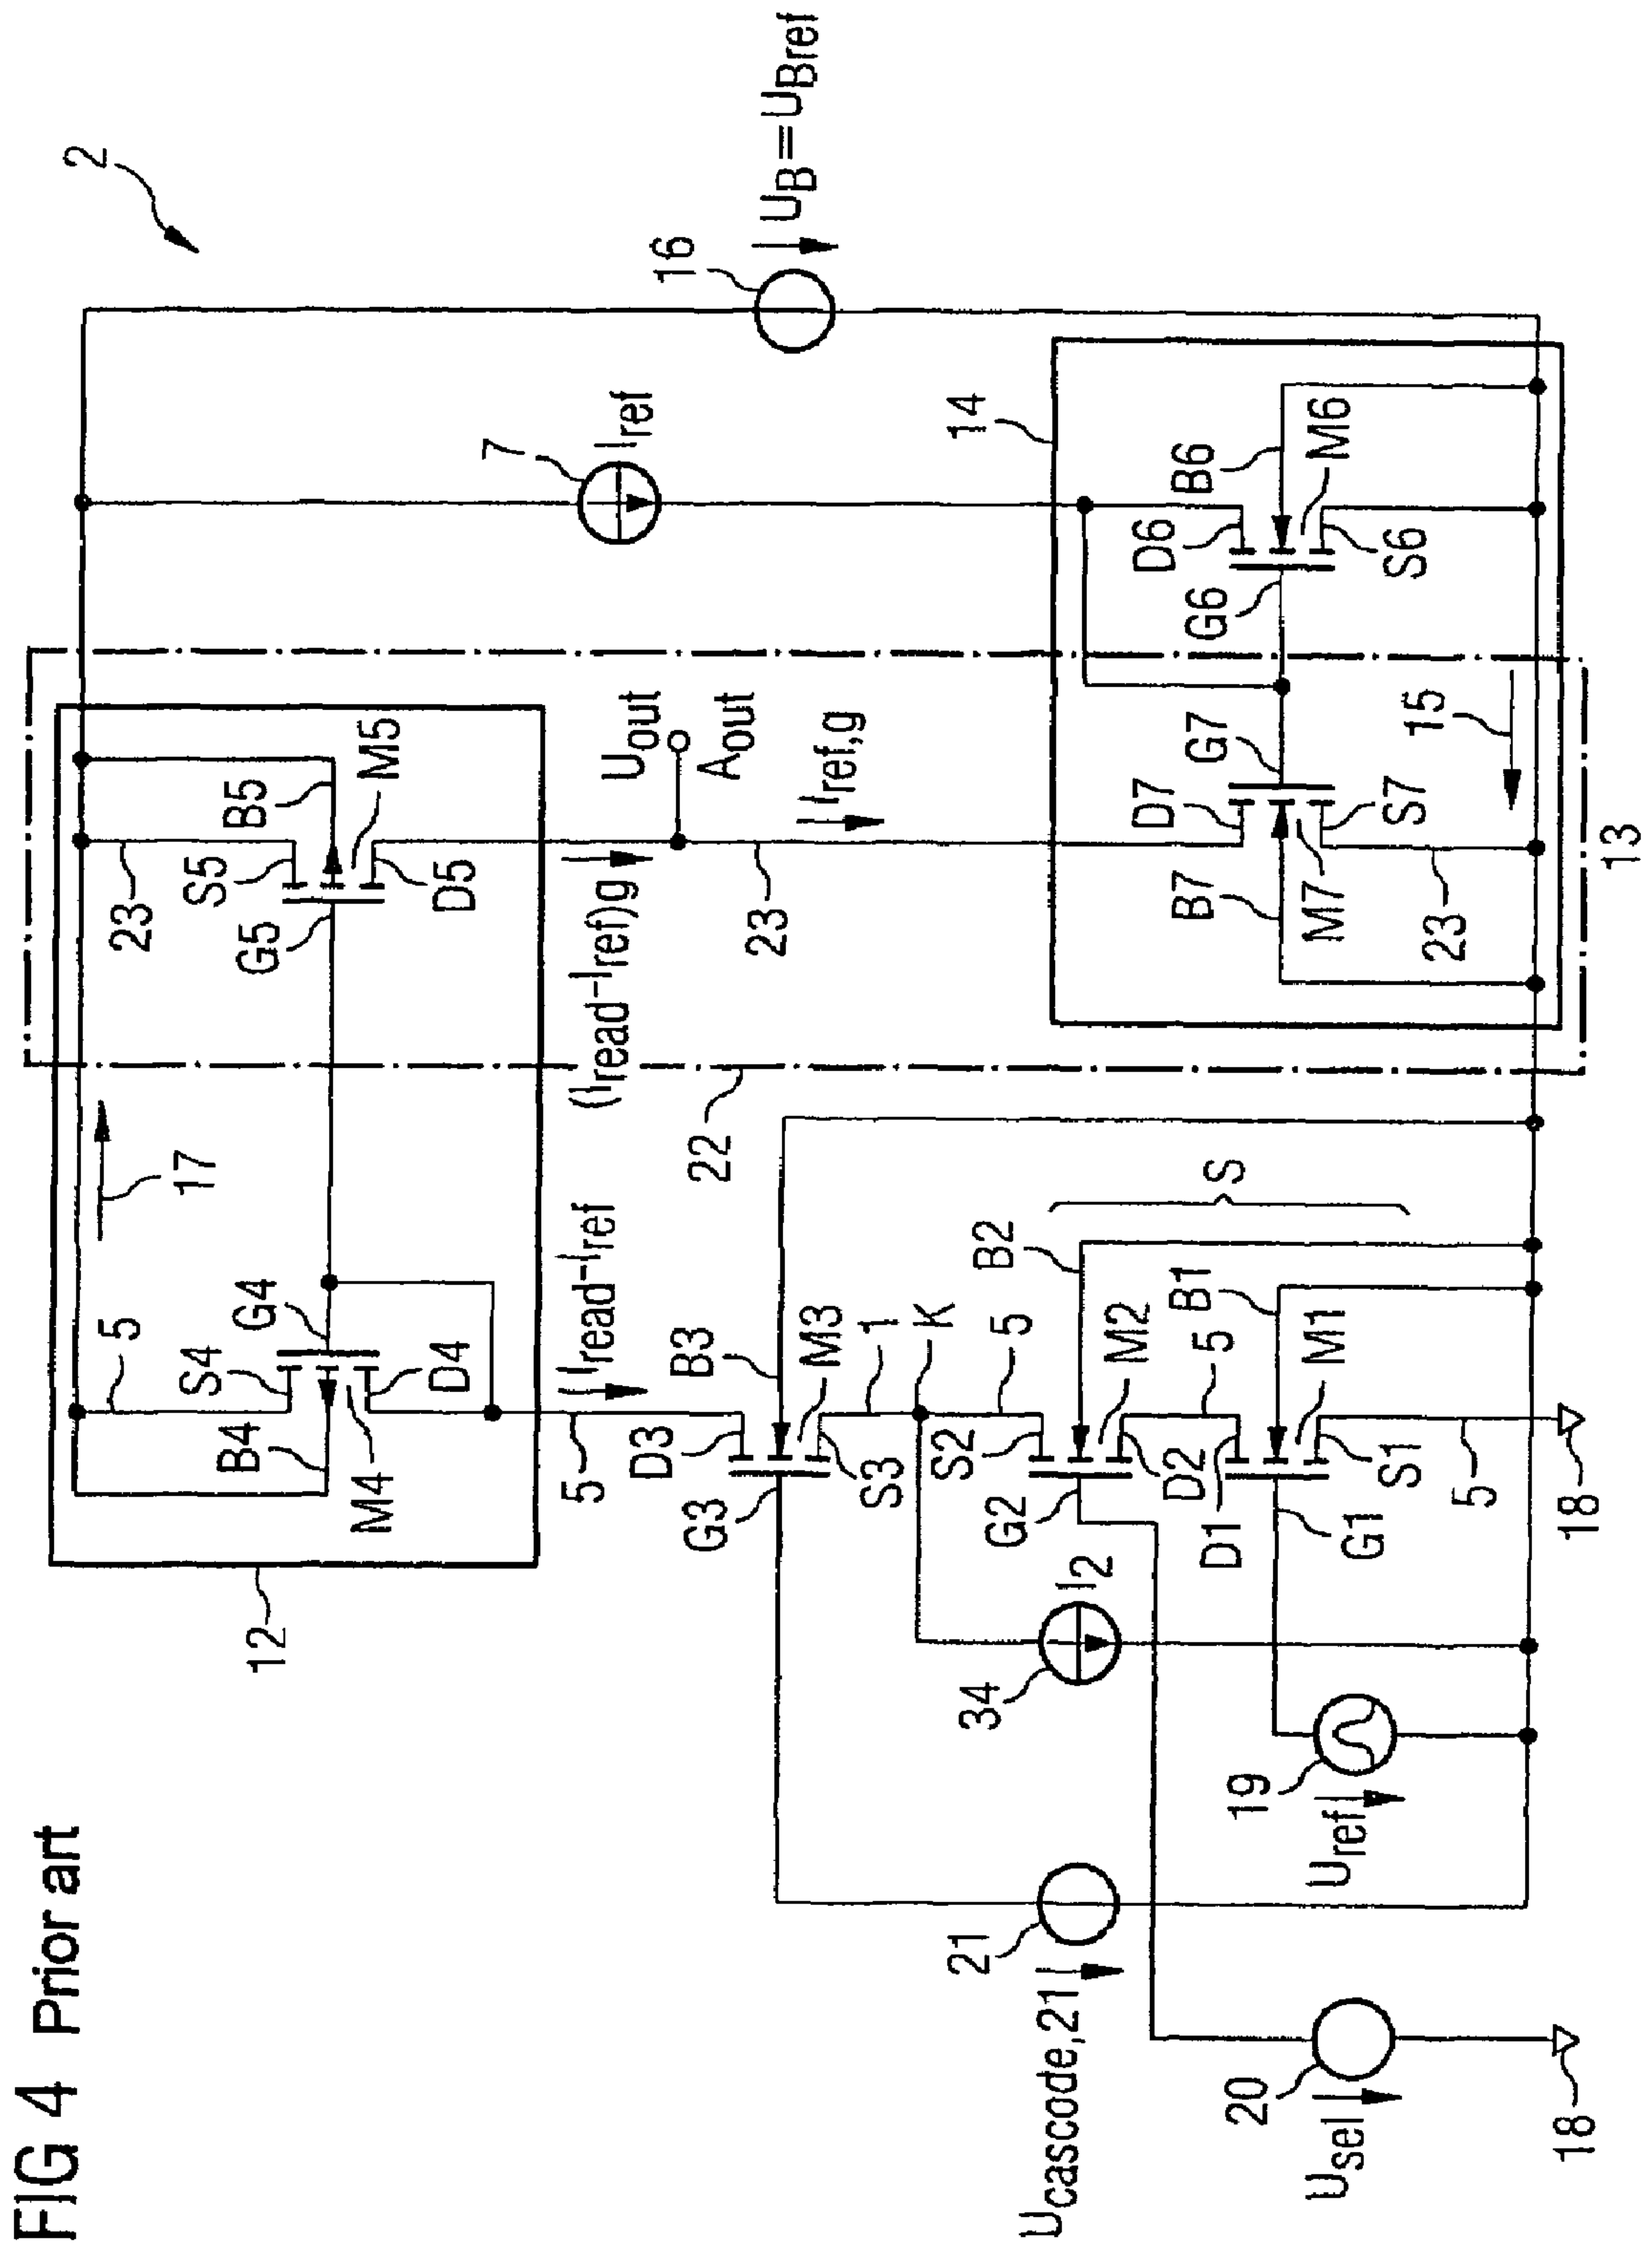 FIG 4 Prior art
2
16
U_B=U_Bref
7
I_ref
14
D6
B6
G6
M6
S6
15
13
G7
D7
B7
M7
S7
23
23
I_ref,g
U_out
A_out
(I_read-I_ref)g
23
S5
G5
B5
M5
D5
17
22
5
S4
G4
B4
M4
D4
12
I_read-I_ref
5
D3
B3
G3
M3
S3
1
K
5
S2
B2
G2
M2
D2
S
5
D1
B1
G1
M1
S1
5
18
34
I_2
19
U_ref
21
U_cascode,21
20
U_sel
18